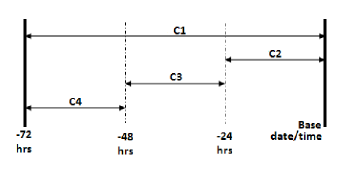 C1
C2
C3
C4
-72
hrs
-48
hrs
-24
hrs
Base
date/time